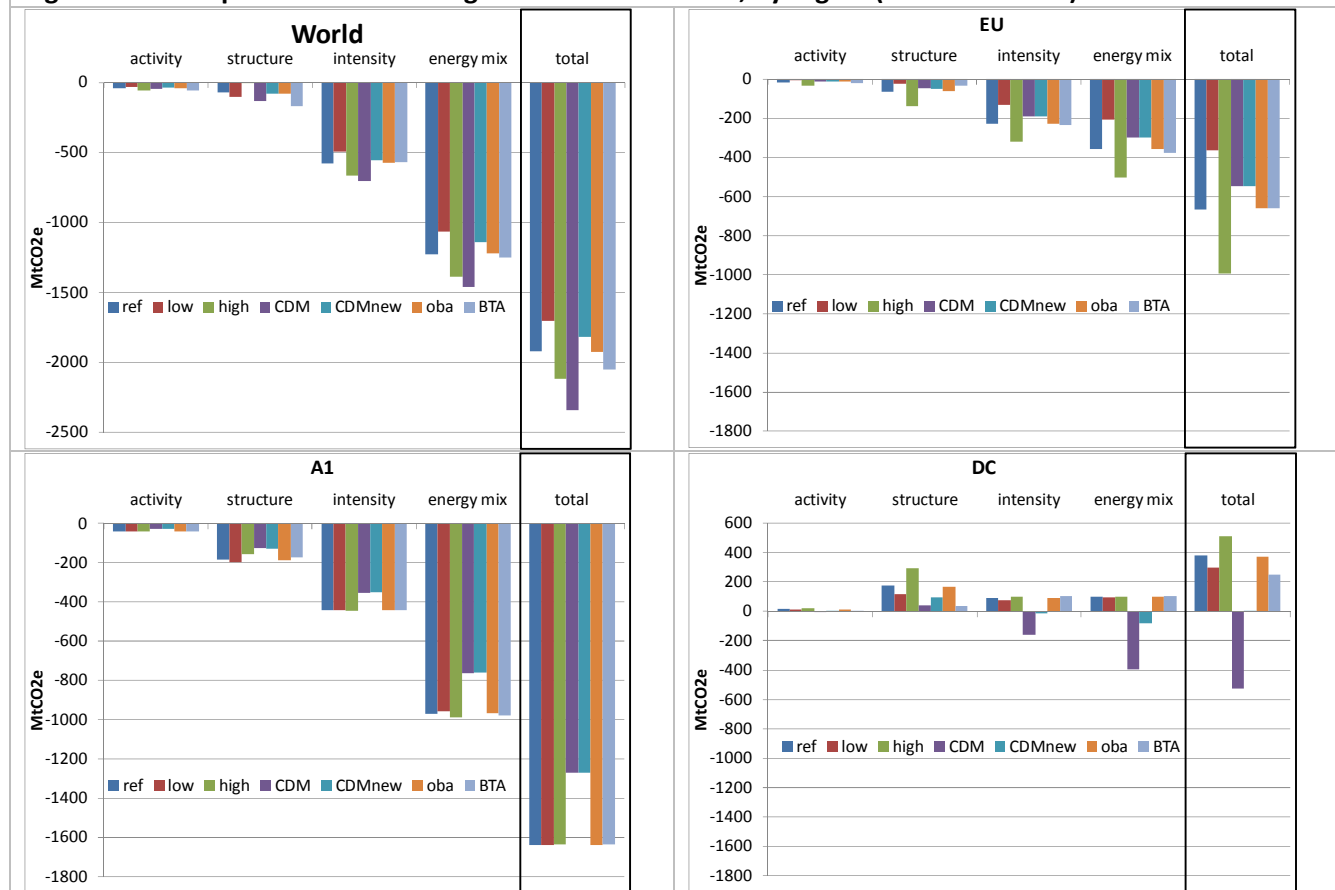 World
activity structure intensity energy mix total
0
-500
-1000
-1500
-2000
-2500
MtCO2e
ref low high CDM CDMnew oba BTA
EU
activity structure intensity energy mix total
0
-200
-400
-600
-800
-1000
-1200
-1400
-1600
-1800
MtCO2e
ref low high CDM CDMnew oba BTA
A1
activity structure intensity energy mix total
0
-200
-400
-600
-800
-1000
-1200
-1400
-1600
-1800
MtCO2e
ref low high CDM CDMnew oba BTA
DC
activity structure intensity energy mix total
600
400
200
0
-200
-400
-600
-800
-1000
-1200
-1400
-1600
-1800
MtCO2e
ref low high CDM CDMnew oba BTA